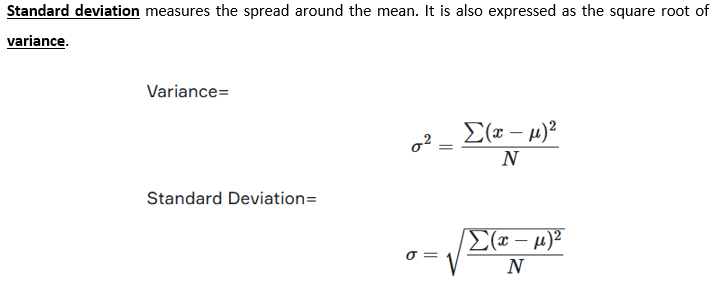 Standard deviation measures the spread around the mean. It is also expressed as the square root of
variance.
Variance=
σ² = ∑(x − μ)² / N
Standard Deviation=
σ = √(∑(x − μ)² / N)